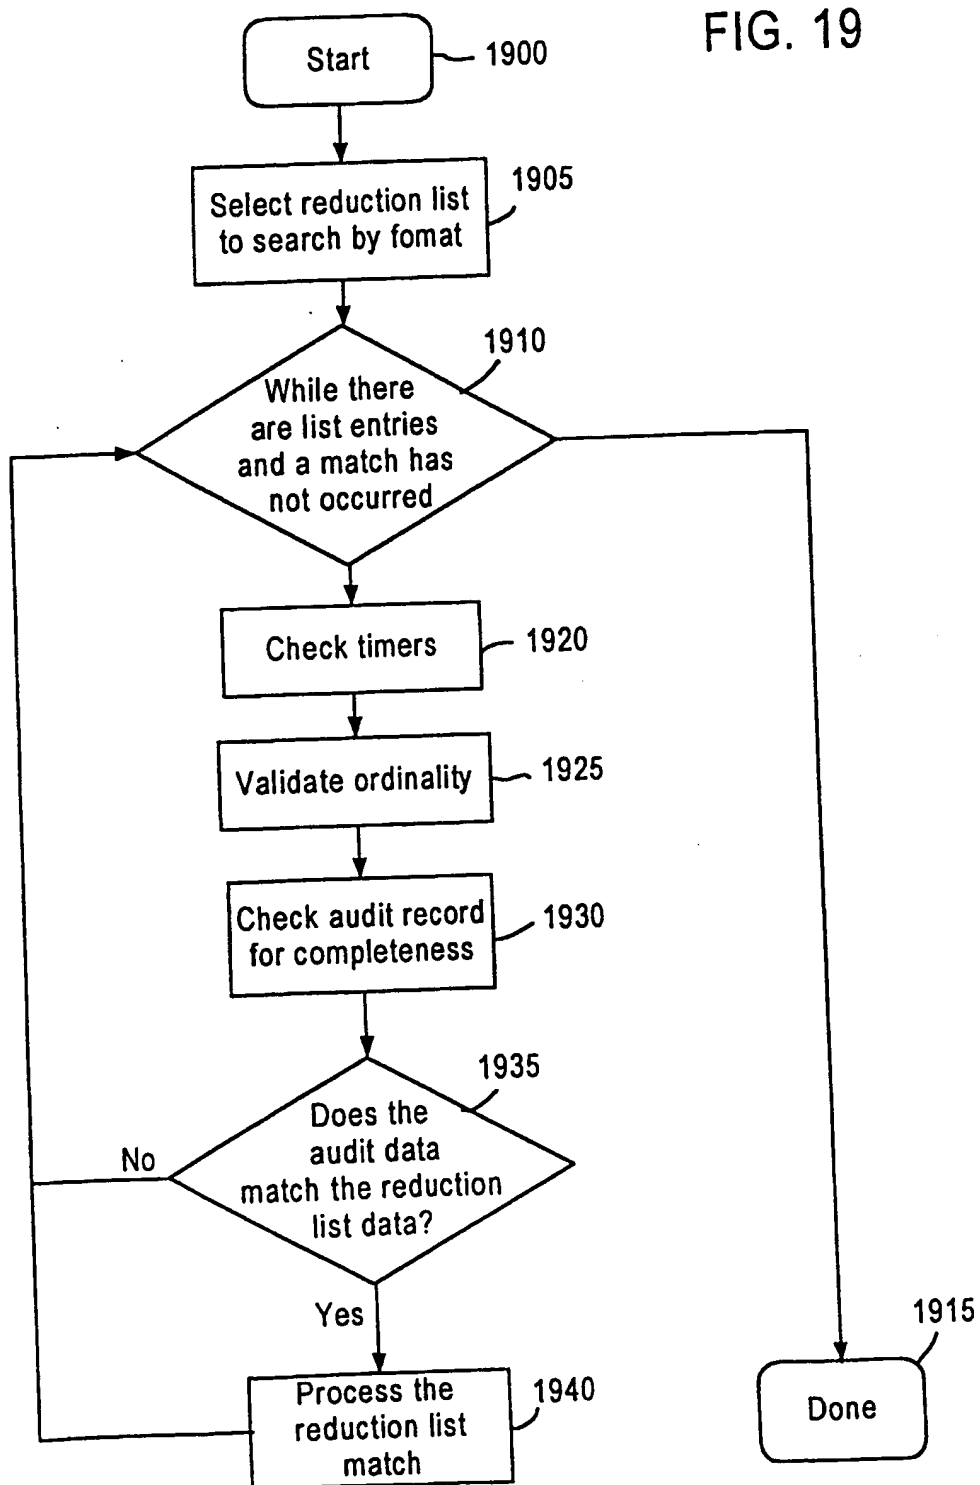 FIG. 19
Start
1900
Select reduction list
to search by fomat
1905
While there
are list entries
and a match has
not occurred
1910
Check timers
1920
Validate ordinality
1925
Check audit record
for completeness
1930
Does the
audit data
match the reduction
list data?
1935
No
Yes
Process the
reduction list
match
1940
Done
1915